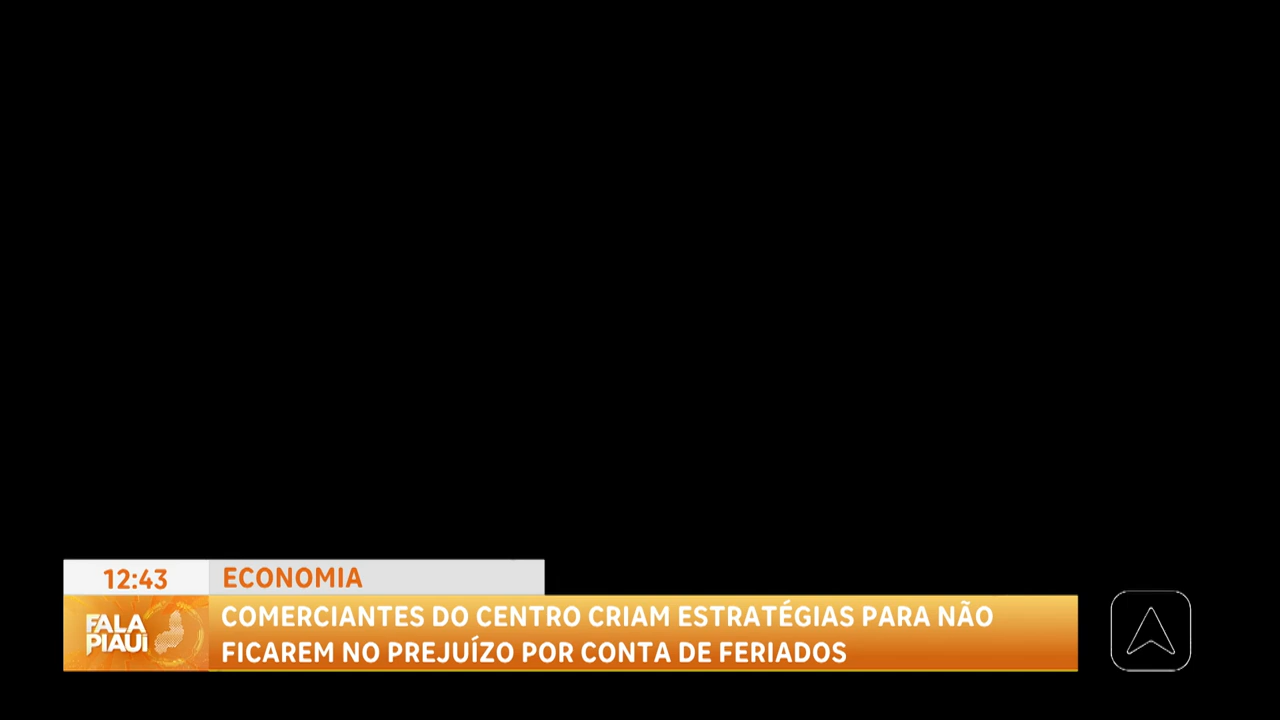 12:43
ECONOMIA
FALA
PIAUÍ
COMERCIANTES DO CENTRO CRIAM ESTRATÉGIAS PARA NÃO
FICAREM NO PREJUÍZO POR CONTA DE FERIADOS